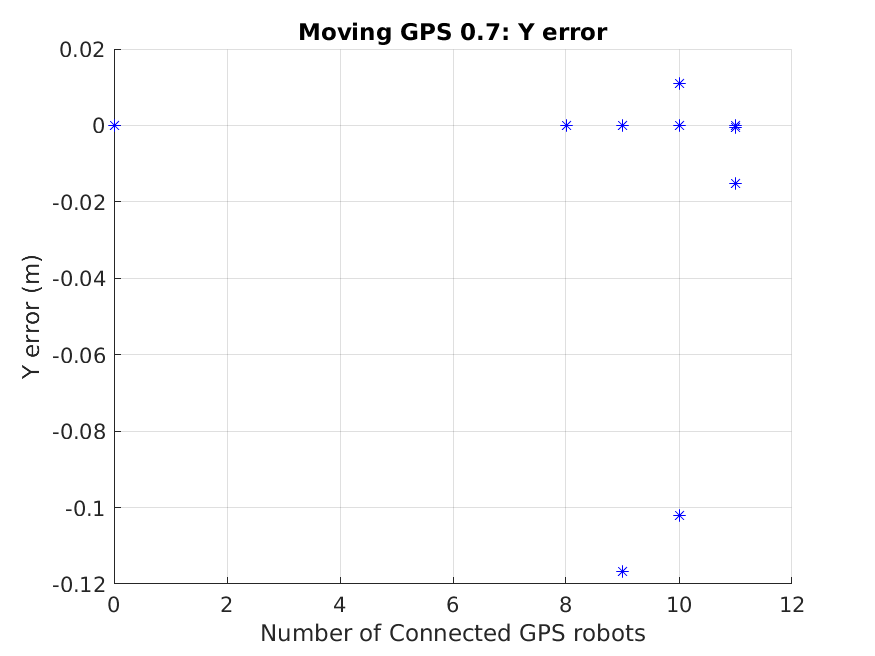 Moving GPS 0.7: Y error
0.02
0
-0.02
-0.04
-0.06
-0.08
-0.1
-0.12
Y error (m)
0 2 4 6 8 10 12
Number of Connected GPS robots